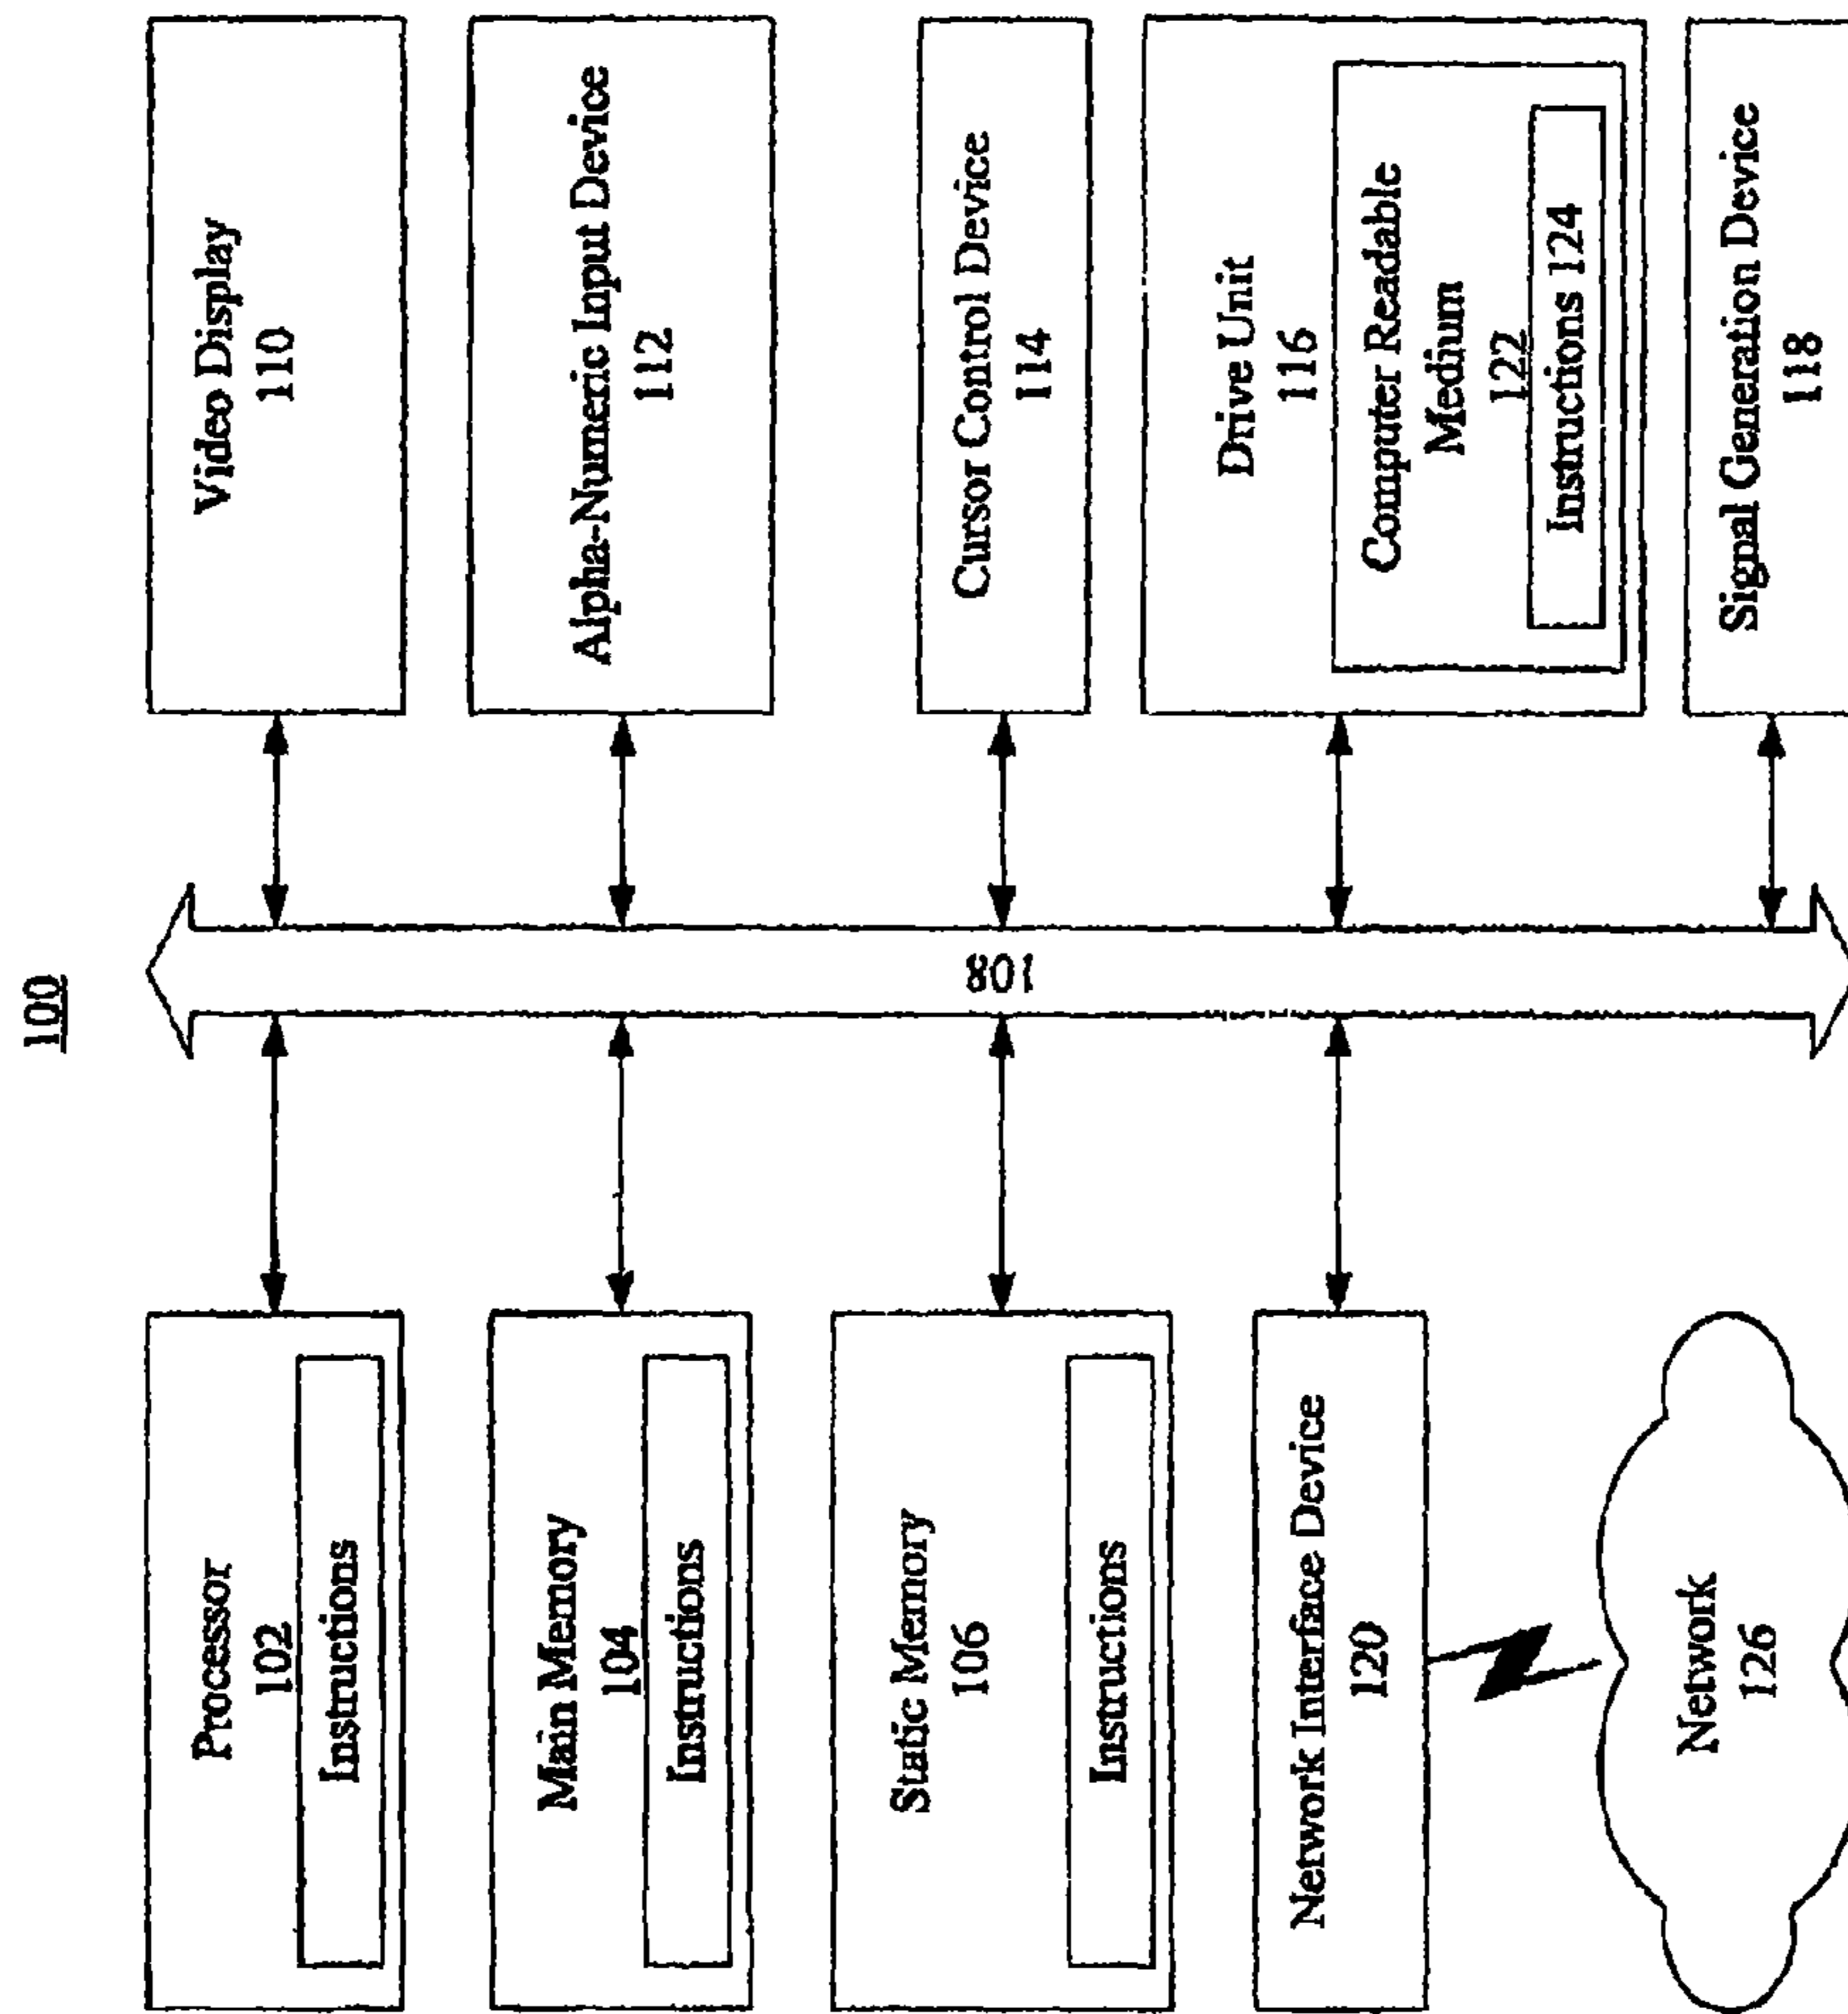 100
Processor
102
Instructions
Video Display
110
Main Memory
104
Instructions
Alpha-Numeric Input Device
112
108
Static Memory
106
Instructions
Cursor Control Device
114
Network Interface Device
120
Drive Unit
116
Computer Readable
Medium
122
Instructions 124
Network
126
Signal Generation Device
118